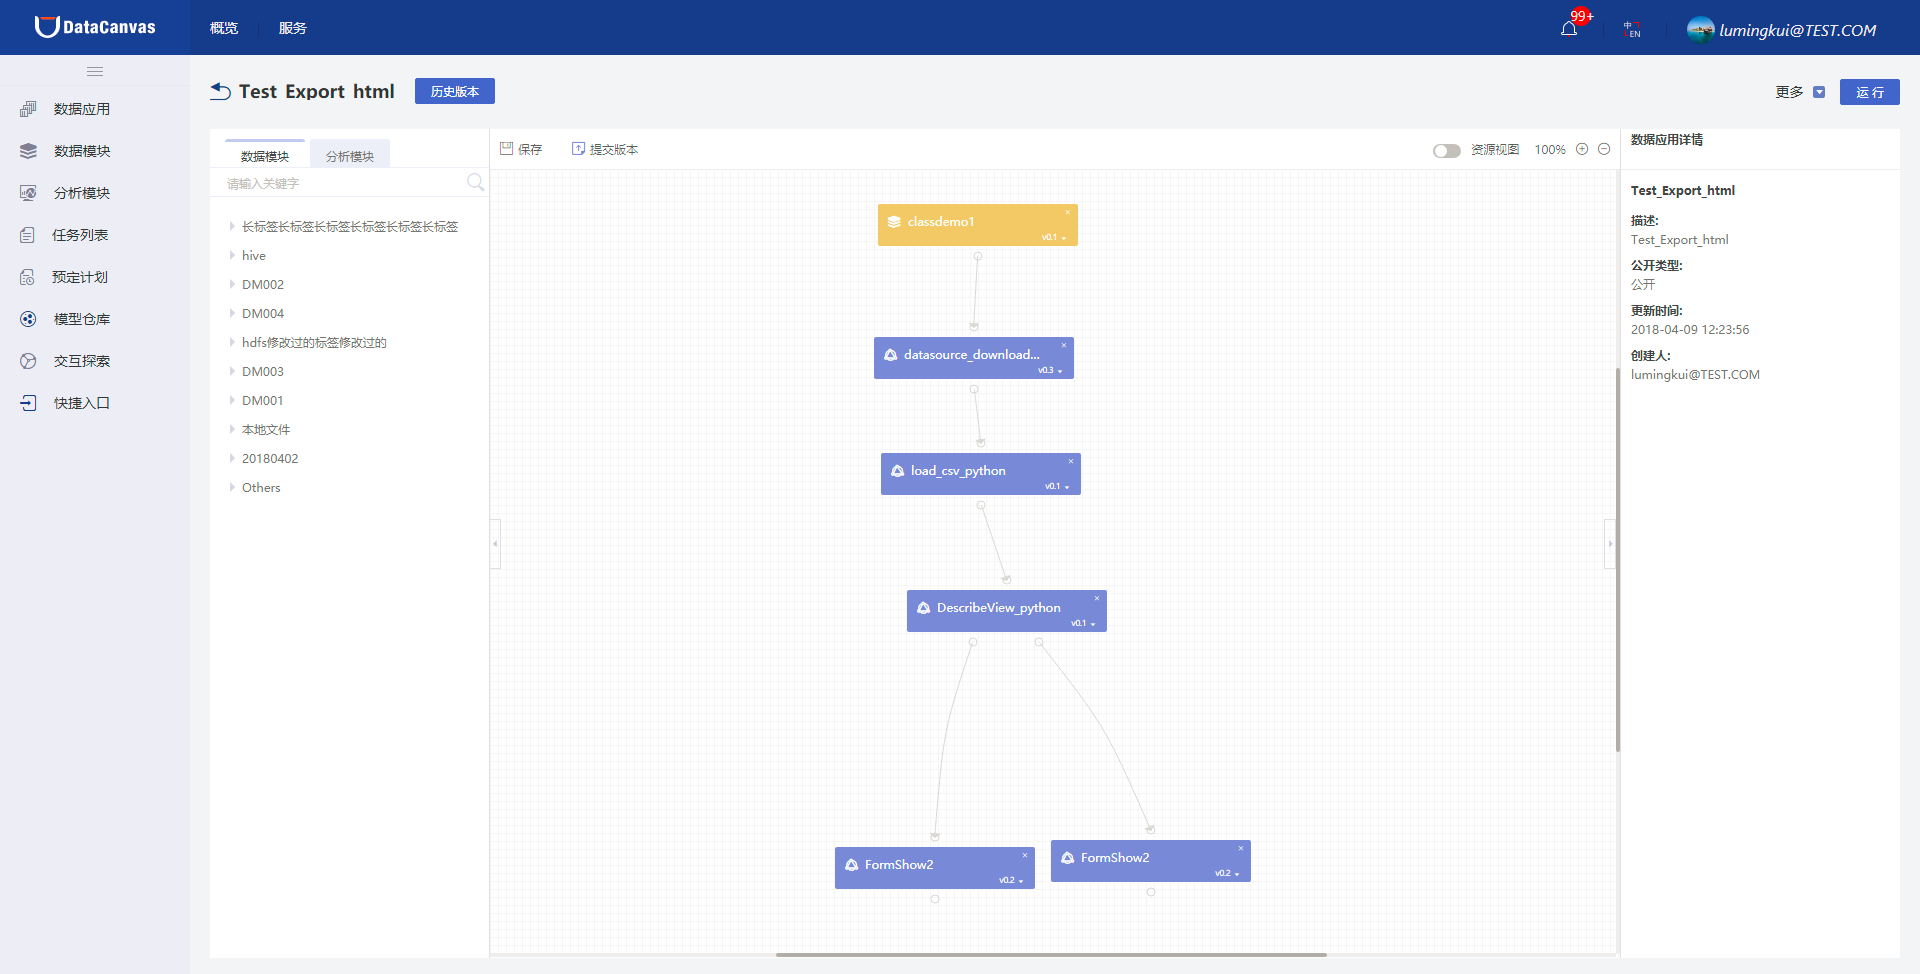 DataCanvas
概览
服务
99+
中
EN
lumingkui@TEST.COM
数据应用
数据模块
分析模块
任务列表
预定计划
模型仓库
交互探索
快捷入口
Test_Export_html
历史版本
更多
运行
数据模块
分析模块
请输入关键字
长标签长标签长标签长标签长标签长标签
hive
DM002
DM004
hdfs修改过的标签修改过的
DM003
DM001
本地文件
20180402
Others
保存
提交版本
资源视图
100%
classdemo1
v0.1
datasource_download...
v0.3
load_csv_python
v0.1
DescribeView_python
v0.1
FormShow2
v0.2
FormShow2
v0.2
数据应用详情
Test_Export_html
描述:
Test_Export_html
公开类型:
公开
更新时间:
2018-04-09 12:23:56
创建人:
lumingkui@TEST.COM